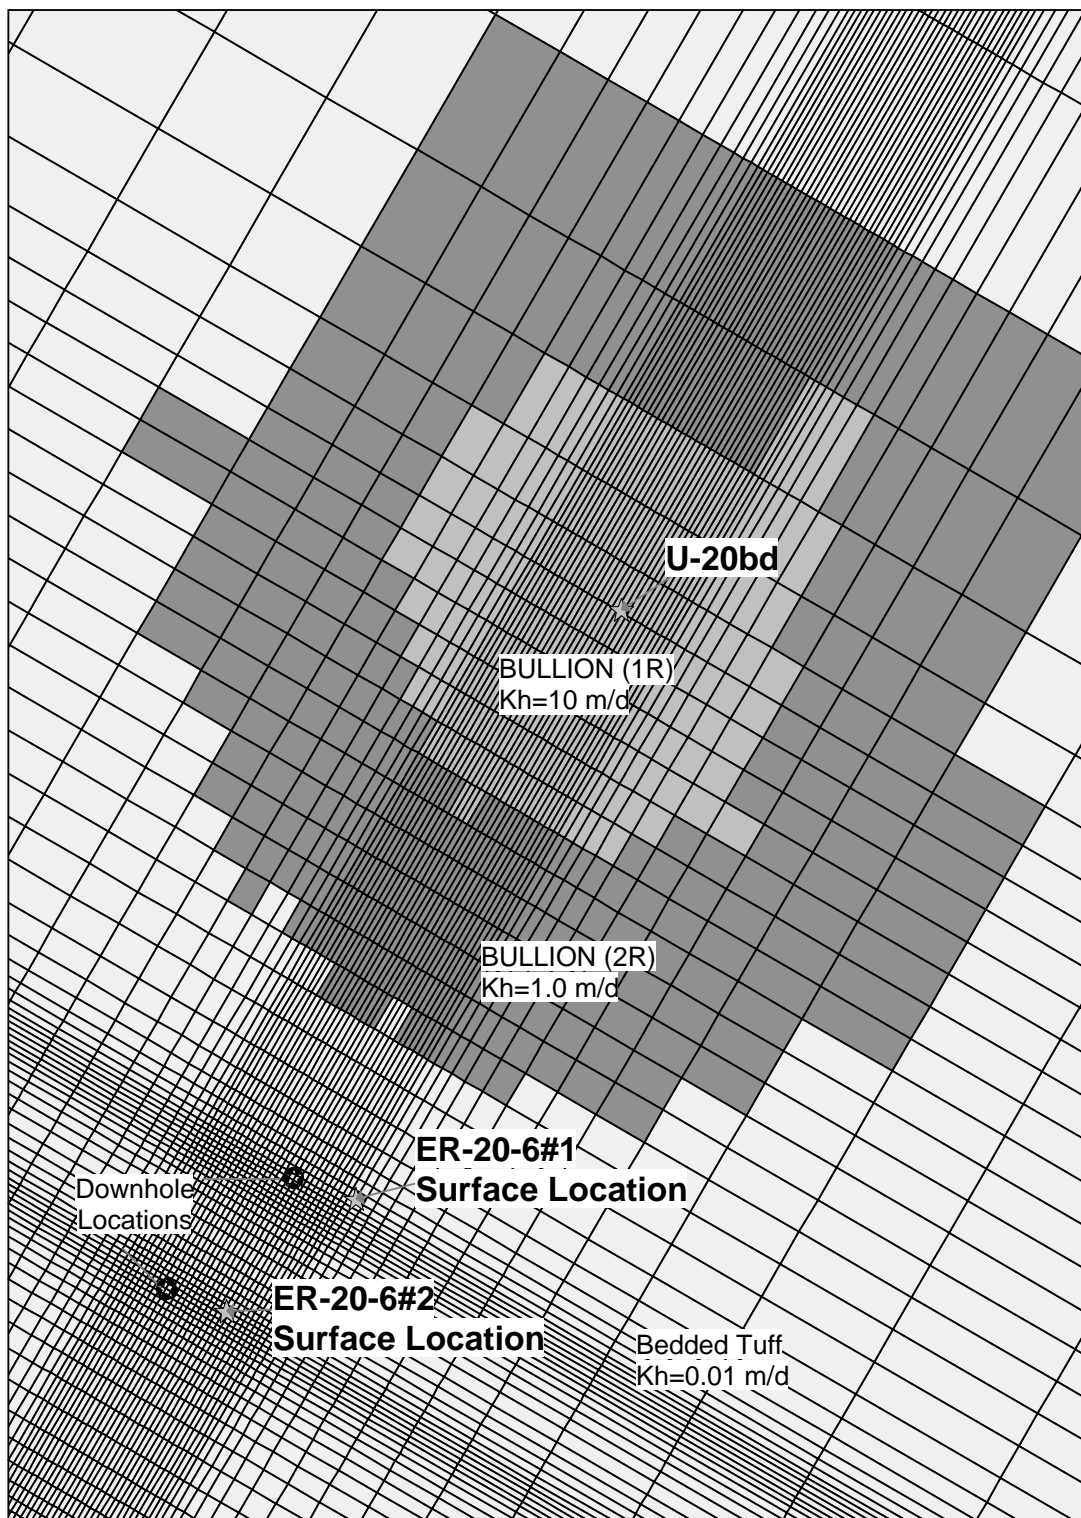 U-20bd
BULLION (1R)
Kh=10 m/d
BULLION (2R)
Kh=1.0 m/d
ER-20-6#1
Surface Location
Downhole
Locations
ER-20-6#2
Surface Location
Bedded Tuff
Kh=0.01 m/d